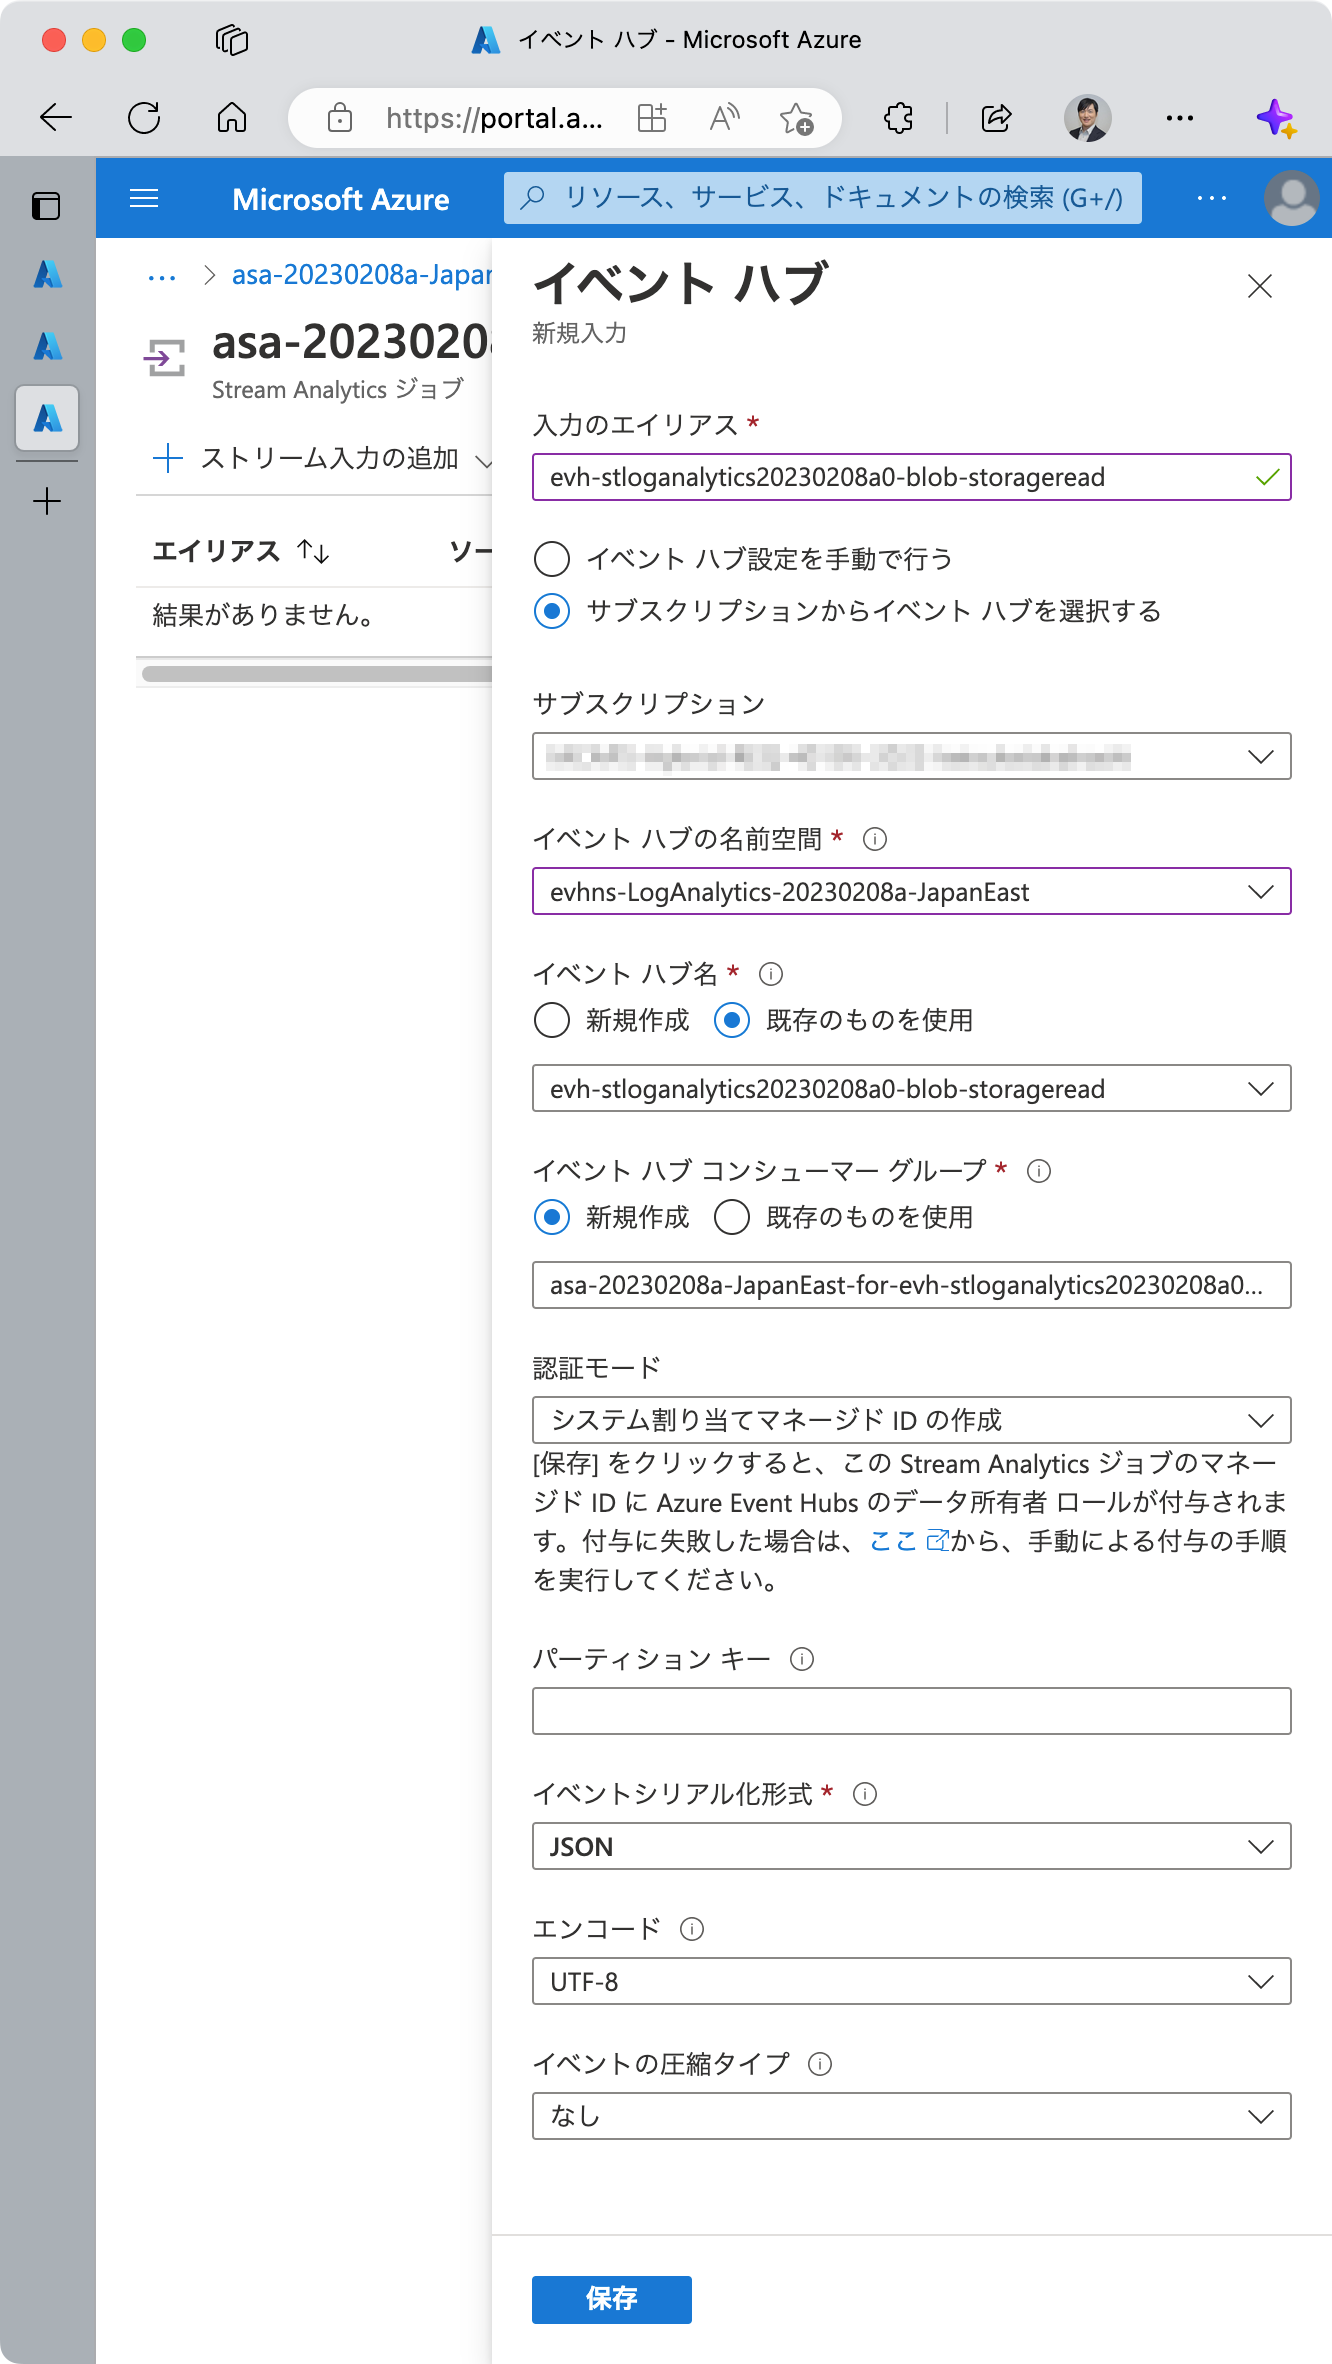 イベント ハブ - Microsoft Azure
https://portal.a...
Microsoft Azure
リソース、サービス、ドキュメントの検索 (G+/)
...
... > asa-20230208a-Japan
asa-2023020
Stream Analytics ジョブ
ストリーム入力の追加
エイリアス ↑↓
ソー
結果がありません。
イベント ハブ
新規入力
入力のエイリアス *
evh-stloganalytics20230208a0-blob-storageread
イベント ハブ設定を手動で行う
サブスクリプションからイベント ハブを選択する
サブスクリプション
イベント ハブの名前空間 *
evhns-LogAnalytics-20230208a-JapanEast
イベント ハブ名 *
新規作成 既存のものを使用
evh-stloganalytics20230208a0-blob-storageread
イベント ハブ コンシューマー グループ *
新規作成 既存のものを使用
asa-20230208a-JapanEast-for-evh-stloganalytics20230208a0...
認証モード
システム割り当てマネージド ID の作成
[保存] をクリックすると、この Stream Analytics ジョブのマネー
ジド ID に Azure Event Hubs のデータ所有者 ロールが付与されま
す。付与に失敗した場合は、ここ から、手動による付与の手順
を実行してください。
パーティション キー
イベントシリアル化形式 *
JSON
エンコード
UTF-8
イベントの圧縮タイプ
なし
保存